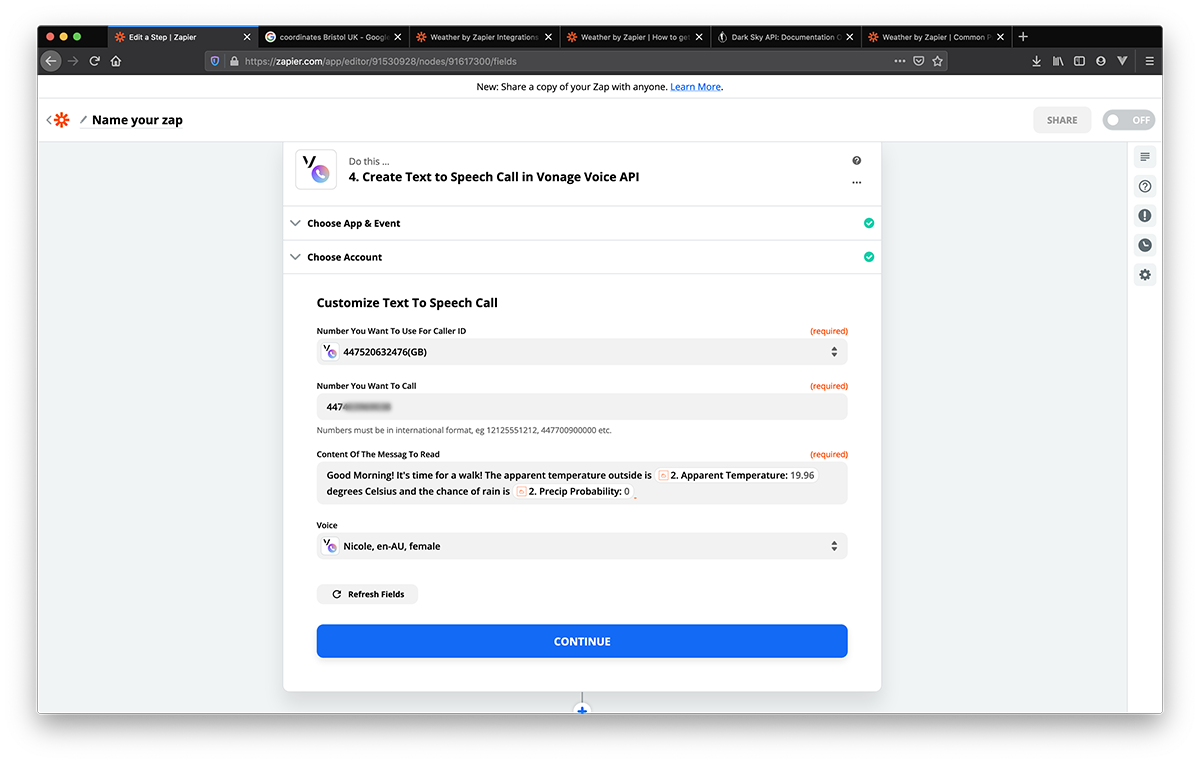 Edit a Step | Zapier
coordinates Bristol UK - Google
Weather by Zapier Integrations
Weather by Zapier | How to get
Dark Sky API: Documentation
Weather by Zapier | Common P
https://zapier.com/app/editor/91530928/nodes/91617300/fields
New: Share a copy of your Zap with anyone. Learn More.
Name your zap
SHARE
OFF
Do this ...
4. Create Text to Speech Call in Vonage Voice API
Choose App & Event
Choose Account
Customize Text To Speech Call
Number You Want To Use For Caller ID (required)
447520632476(GB)
Number You Want To Call (required)
447
Numbers must be in international format, eg 12125551212, 447700900000 etc.
Content Of The Messag To Read (required)
Good Morning! It's time for a walk! The apparent temperature outside is 2. Apparent Temperature: 19.96
degrees Celsius and the chance of rain is 2. Precip Probability: 0 .
Voice
Nicole, en-AU, female
Refresh Fields
CONTINUE